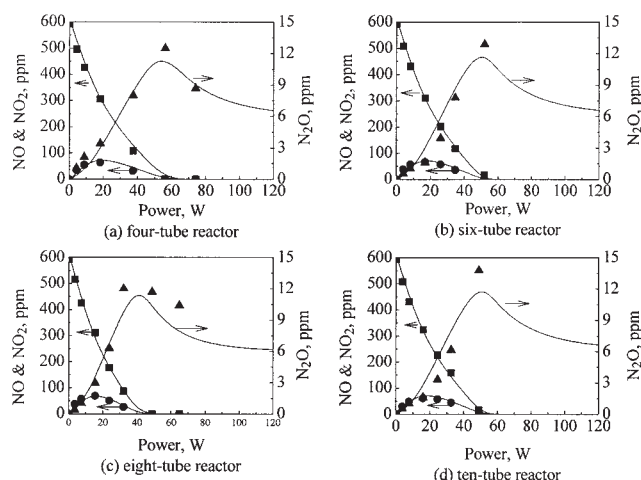 NO & NO2, ppm
600
500
400
300
200
100
0
15
12
9
6
3
0
N2O, ppm
0 20 40 60 80 100 120
Power, W
(a) four-tube reactor
NO & NO2, ppm
600
500
400
300
200
100
0
15
12
9
6
3
0
N2O, ppm
0 20 40 60 80 100 120
Power, W
(b) six-tube reactor
NO & NO2, ppm
600
500
400
300
200
100
0
15
12
9
6
3
0
N2O, ppm
0 20 40 60 80 100 120
Power, W
(c) eight-tube reactor
NO & NO2, ppm
600
500
400
300
200
100
0
15
12
9
6
3
0
N2O, ppm
0 20 40 60 80 100 120
Power, W
(d) ten-tube reactor